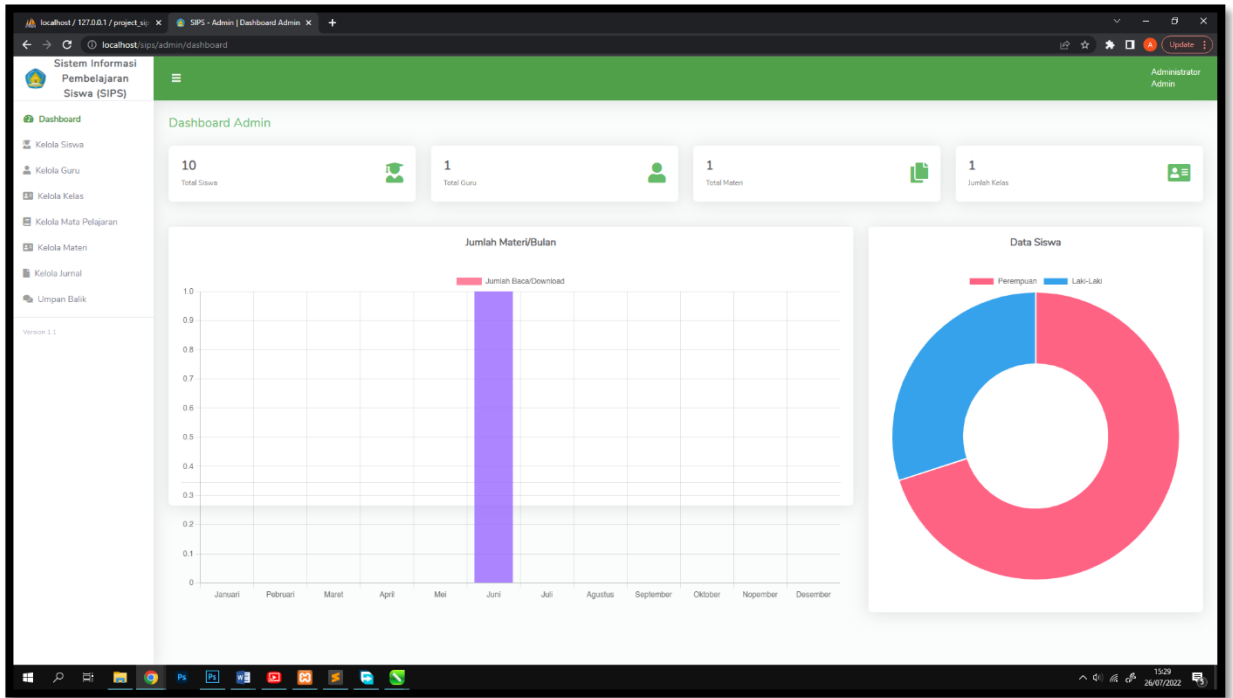 localhost / 127.0.0.1 / project_sip
SIPS - Admin | Dashboard Admin
localhost/sips/admin/dashboard
A
Update
Sistem Informasi
Pembelajaran
Siswa (SIPS)
Administrator
Admin
Dashboard
Kelola Siswa
Kelola Guru
Kelola Kelas
Kelola Mata Pelajaran
Kelola Materi
Kelola Jurnal
Umpan Balik
Version 1.1
Dashboard Admin
10
Total Siswa
1
Total Guru
1
Total Materi
1
Jumlah Kelas
Jumlah Materi/Bulan
Jumlah Baca/Download
1.0
0.9
0.8
0.7
0.6
0.5
0.4
0.3
0.2
0.1
0
Januari Pebruari Maret April Mei Juni Juli Agustus September Oktober Nopember Desember
Data Siswa
Perempuan Laki-Laki
Ps Ps
15:29
26/07/2022